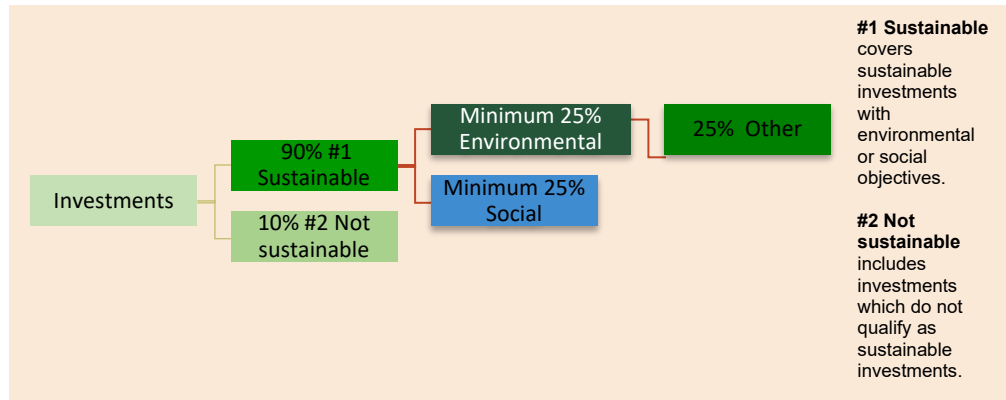 Investments
90% #1
Sustainable
10% #2 Not
sustainable
Minimum 25%
Environmental
Minimum 25%
Social
25% Other
#1 Sustainable
covers
sustainable
investments
with
environmental
or social
objectives.
#2 Not
sustainable
includes
investments
which do not
qualify as
sustainable
investments.